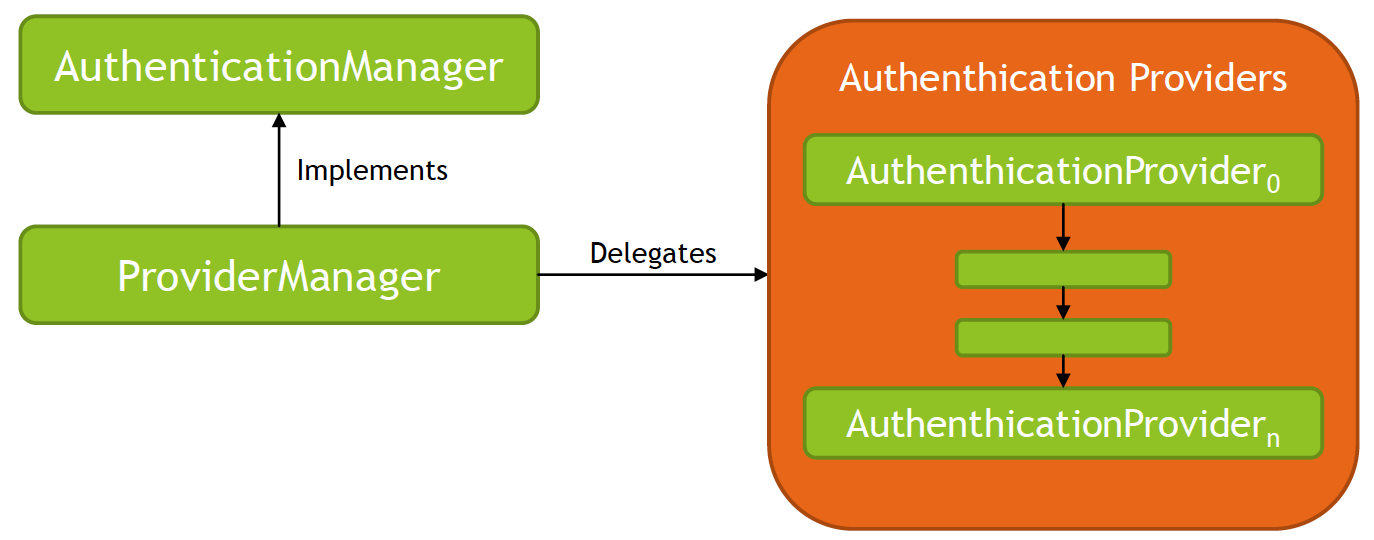 AuthenticationManager
Implements
ProviderManager
Delegates
Authenthication Providers
AuthenthicationProvider₀
AuthenthicationProviderₙ